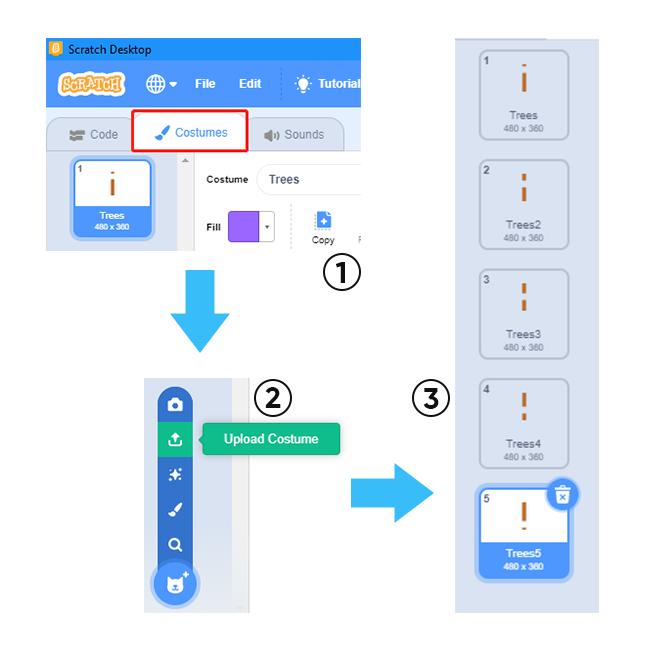 Scratch Desktop
SCRATCH File Edit Tutorial
Code Costumes Sounds
1
Trees
480 x 360
Costume Trees
Fill
Copy
1
2
Upload Costume
3
1
Trees
480 x 360
2
Trees2
480 x 360
3
Trees3
480 x 360
4
Trees4
480 x 360
5
Trees5
480 x 360